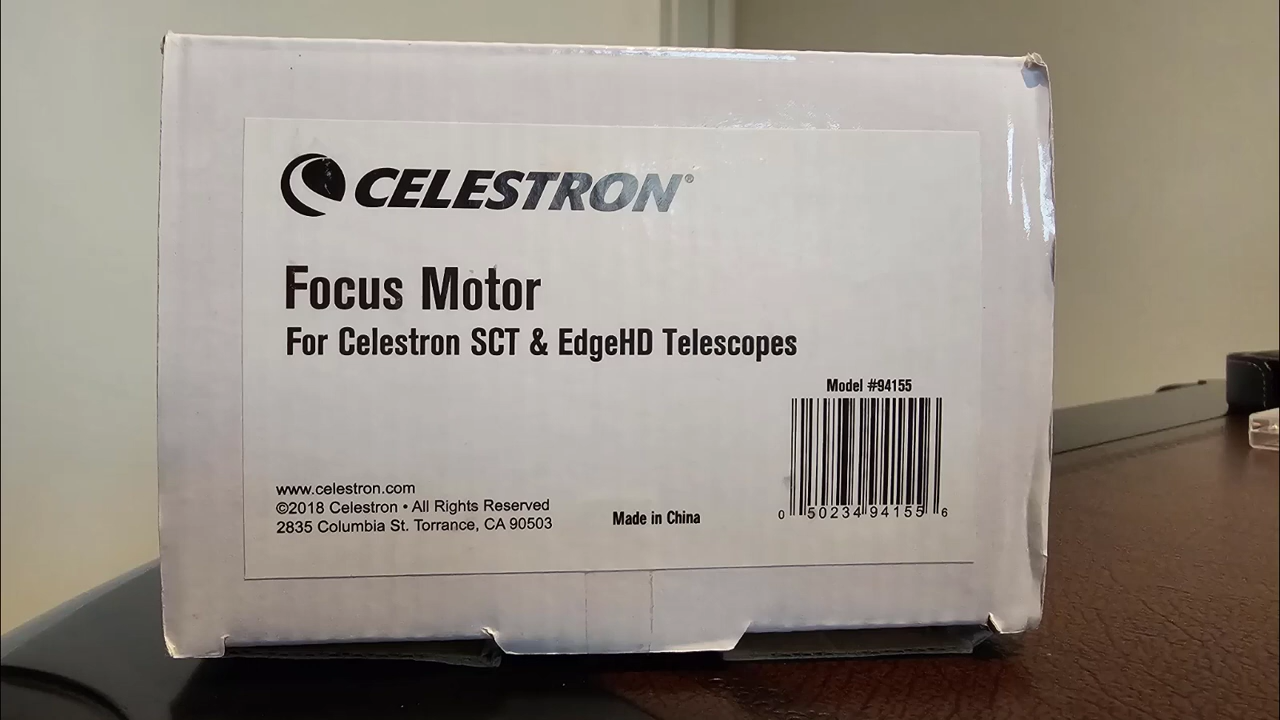 CELESTRON®
Focus Motor
For Celestron SCT & EdgeHD Telescopes
Model #94155
0 50234 94155 6
www.celestron.com
©2018 Celestron • All Rights Reserved
2835 Columbia St. Torrance, CA 90503
Made in China